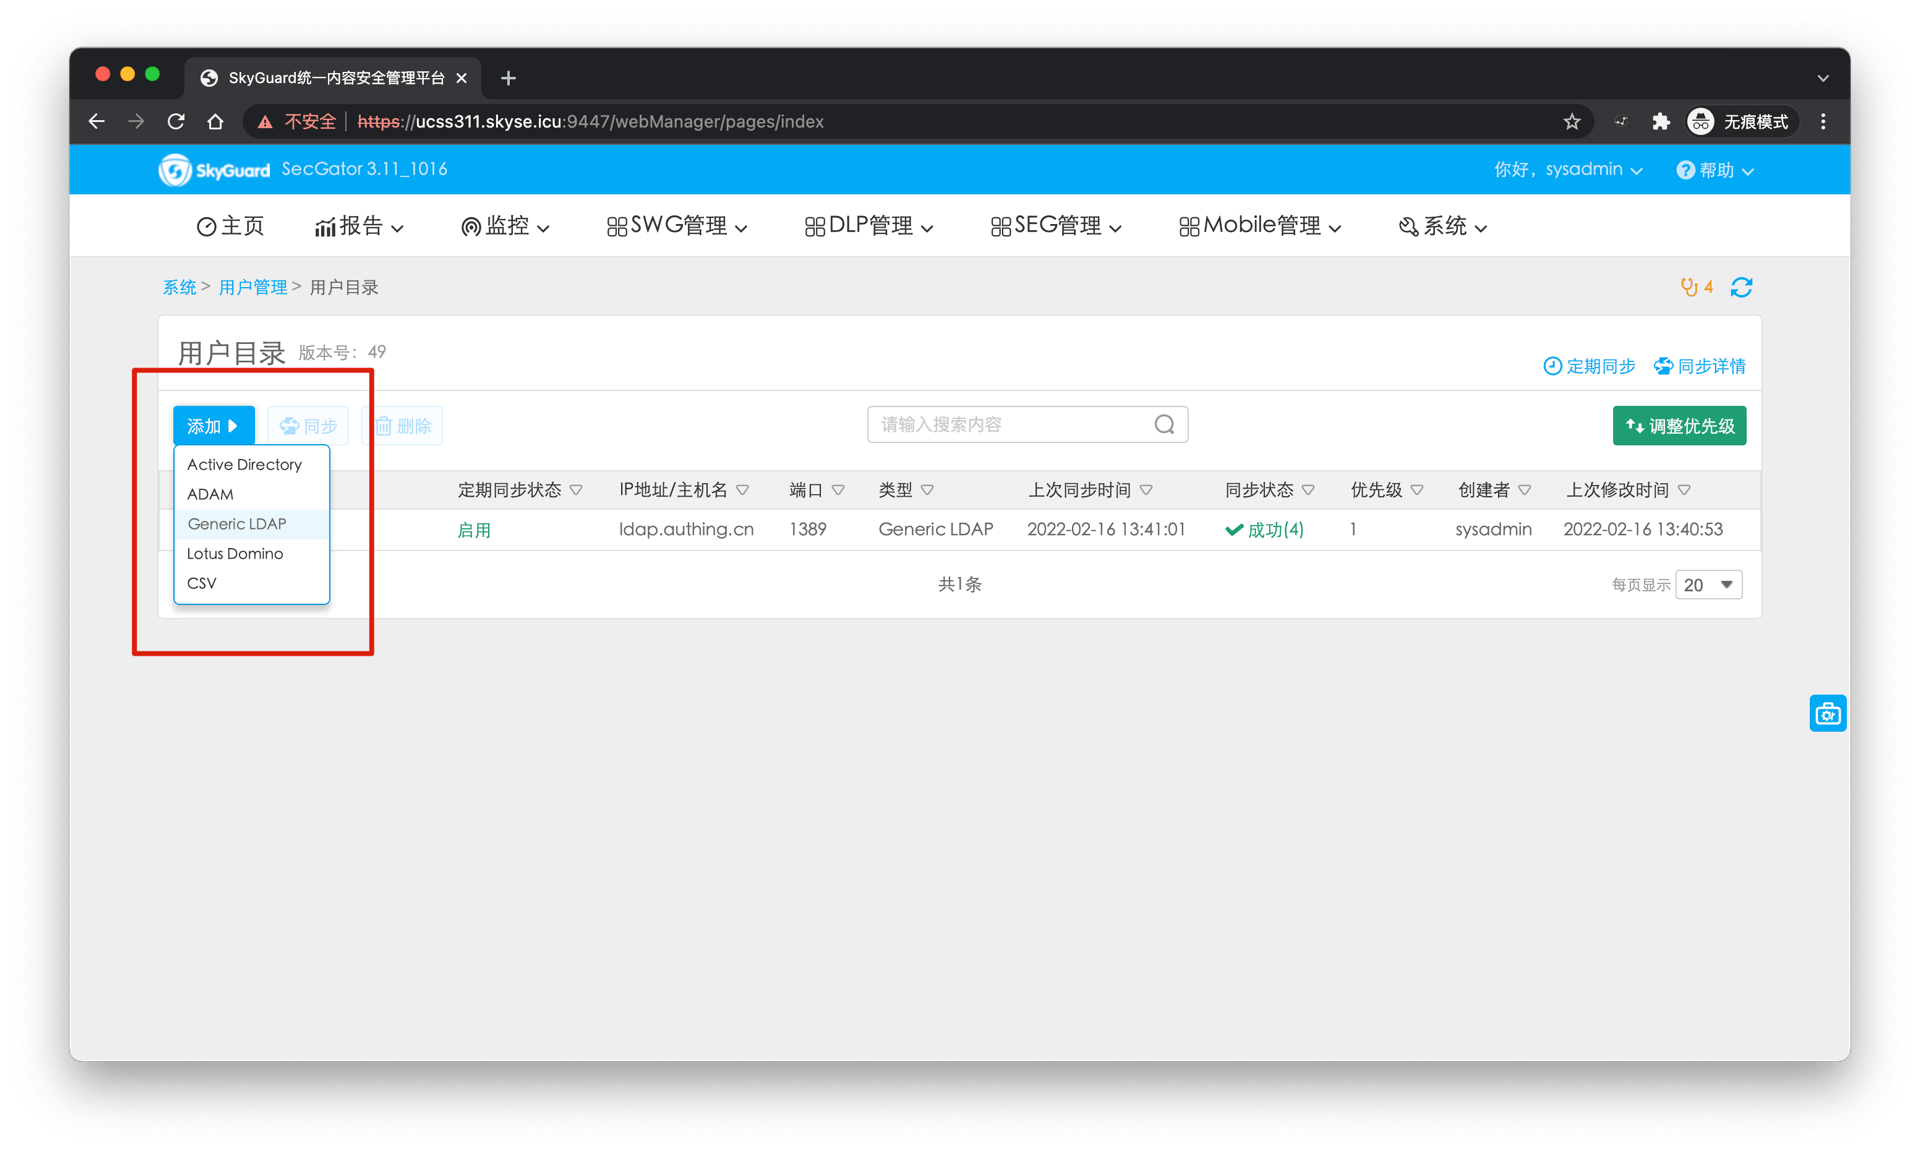 SkyGuard统一内容安全管理平台
不安全 https://ucss311.skyse.icu:9447/webManager/pages/index 无痕模式
SkyGuard SecGator 3.11_1016 你好，sysadmin 帮助
主页 报告 监控 SWG管理 DLP管理 SEG管理 Mobile管理 系统
系统 > 用户管理 > 用户目录 4
用户目录 版本号：49
定期同步 同步详情
添加 同步 删除 请输入搜索内容 调整优先级
Active Directory
ADAM
Generic LDAP
Lotus Domino
CSV
定期同步状态 IP地址/主机名 端口 类型 上次同步时间 同步状态 优先级 创建者 上次修改时间
启用 ldap.authing.cn 1389 Generic LDAP 2022-02-16 13:41:01 成功(4) 1 sysadmin 2022-02-16 13:40:53
共1条 每页显示 20